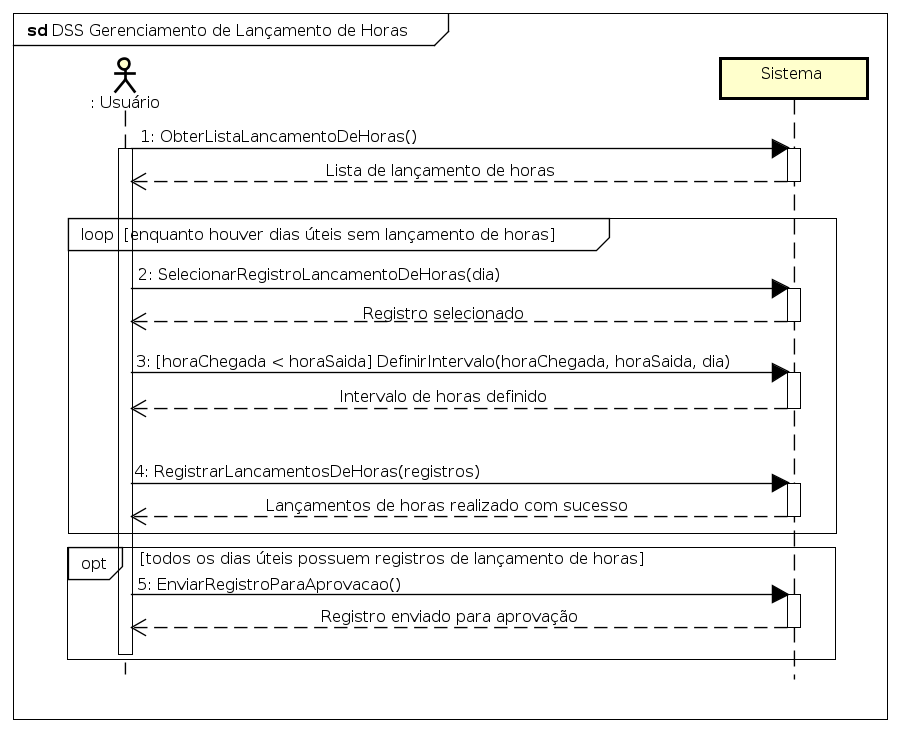 sd DSS Gerenciamento de Lançamento de Horas
: Usuário
Sistema
1: ObterListaLancamentoDeHoras()
Lista de lançamento de horas
loop [enquanto houver dias úteis sem lançamento de horas]
2: SelecionarRegistroLancamentoDeHoras(dia)
Registro selecionado
3: [horaChegada < horaSaida] DefinirIntervalo(horaChegada, horaSaida, dia)
Intervalo de horas definido
4: RegistrarLancamentosDeHoras(registros)
Lançamentos de horas realizado com sucesso
opt [todos os dias úteis possuem registros de lançamento de horas]
5: EnviarRegistroParaAprovacao()
Registro enviado para aprovação